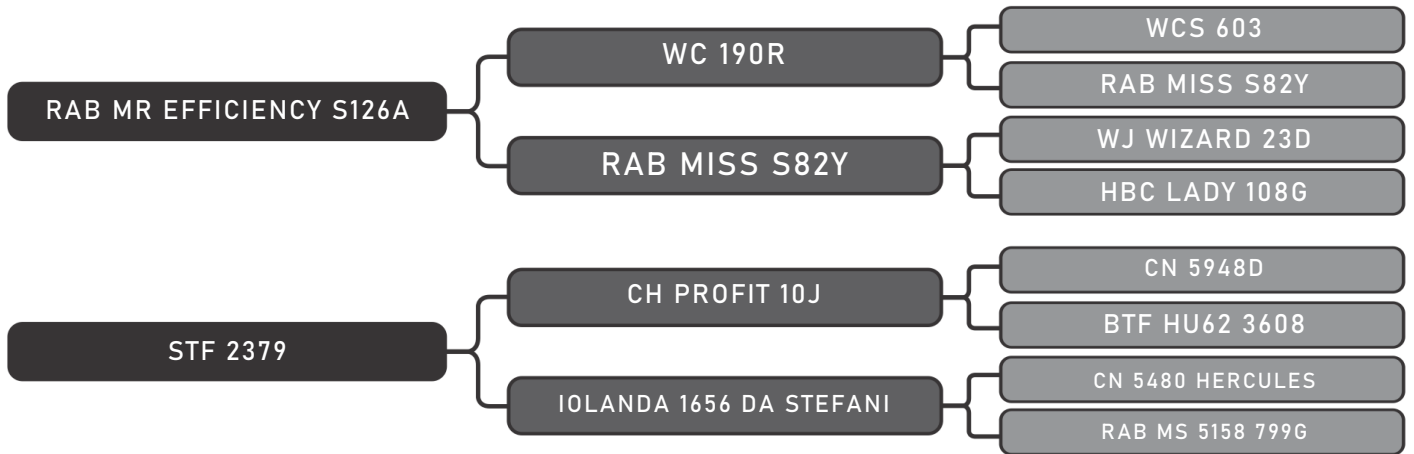 RAB MR EFFICIENCY S126A
WC 190R
WCS 603
RAB MISS S82Y
RAB MISS S82Y
WJ WIZARD 23D
HBC LADY 108G
STF 2379
CH PROFIT 10J
CN 5948D
BTF HU62 3608
IOLANDA 1656 DA STEFANI
CN 5480 HERCULES
RAB MS 5158 799G